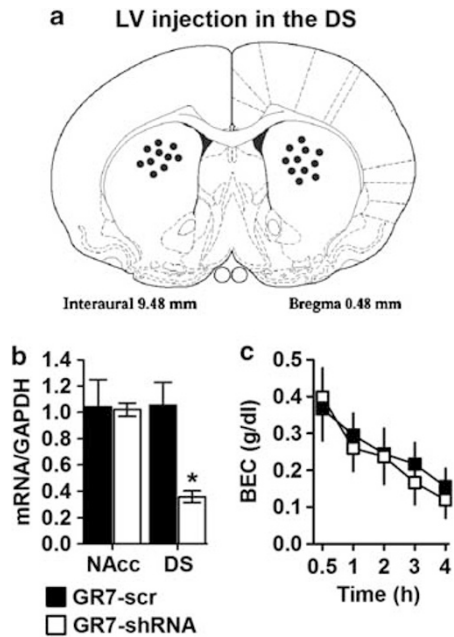 a LV injection in the DS
Interaural 9.48 mm Bregma 0.48 mm
b
mRNA/GAPDH
1.4
1.2
1.0
0.8
0.6
0.4
0.2
0.0
*
NAcc DS
GR7-scr
GR7-shRNA
c
BEC (g/dl)
0.5
0.4
0.3
0.2
0.1
0.0
0.5 1 2 3 4
Time (h)